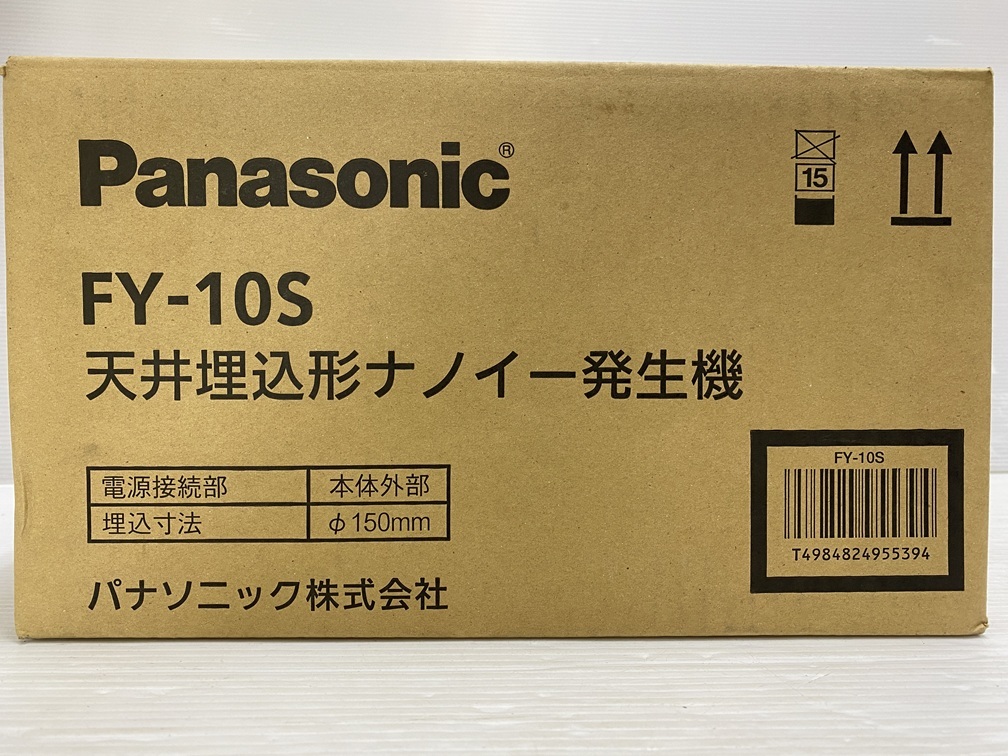 Panasonic®
15
FY-10S
天井埋込形ナノイー発生機
電源接続部 本体外部
埋込寸法 φ150mm
パナソニック株式会社
FY-10S
T4984824955394